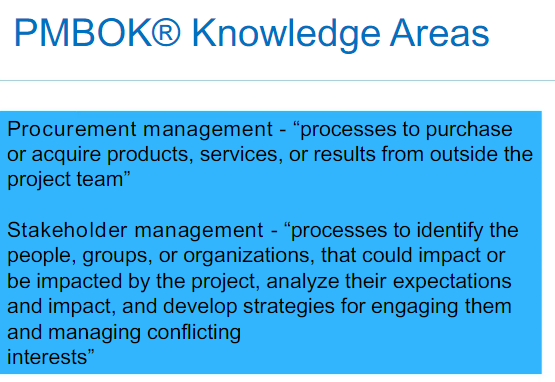 PMBOK® Knowledge Areas
Procurement management - “processes to purchase
or acquire products, services, or results from outside the
project team”
Stakeholder management - “processes to identify the
people, groups, or organizations, that could impact or
be impacted by the project, analyze their expectations
and impact, and develop strategies for engaging them
and managing conflicting
interests”